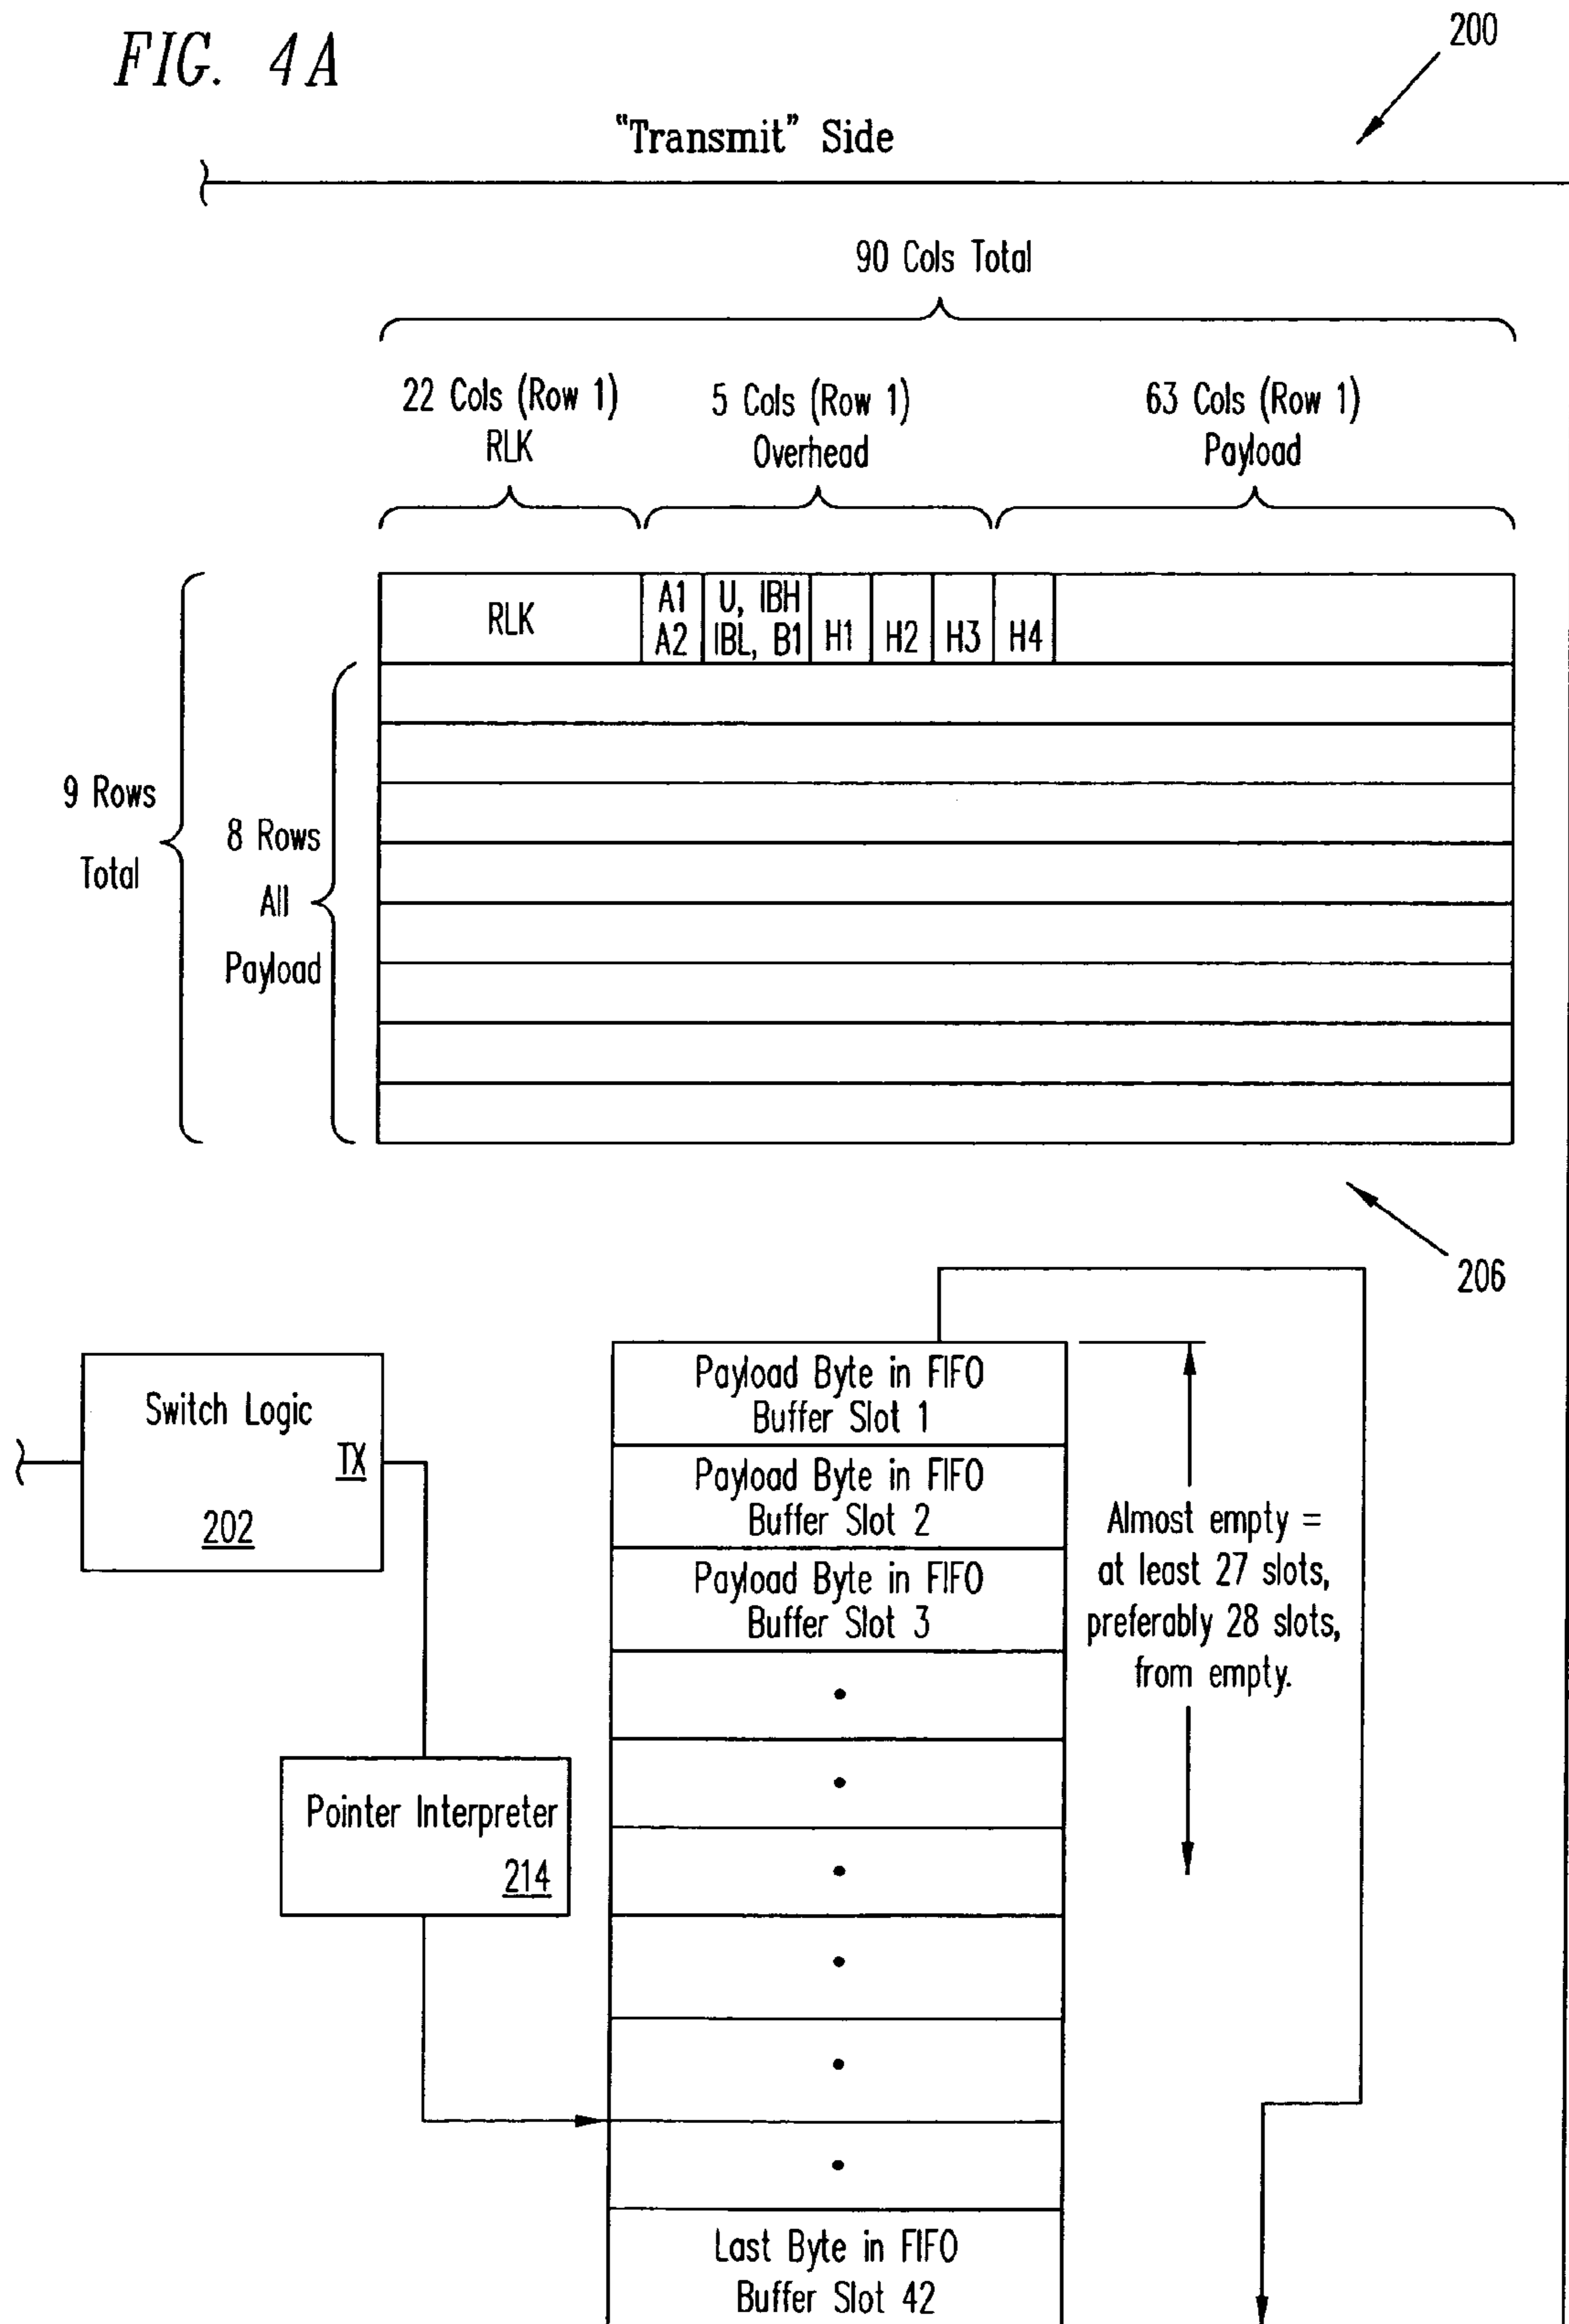 FIG. 4A
200
"Transmit" Side
90 Cols Total
22 Cols (Row 1)
RLK
5 Cols (Row 1)
Overhead
63 Cols (Row 1)
Payload
RLK
A1
A2
U, IBH
IBL, B1
H1
H2
H3
H4
9 Rows
Total
8 Rows
All
Payload
206
Switch Logic
TX
202
Pointer Interpreter
214
Payload Byte in FIFO
Buffer Slot 1
Payload Byte in FIFO
Buffer Slot 2
Payload Byte in FIFO
Buffer Slot 3
Almost empty =
at least 27 slots,
preferably 28 slots,
from empty.
Last Byte in FIFO
Buffer Slot 42